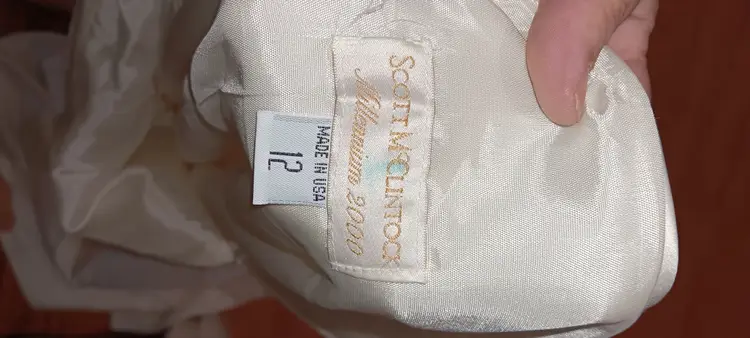 SCOTT McCLINTOCK
Millennium 2000
MADE IN USA
12